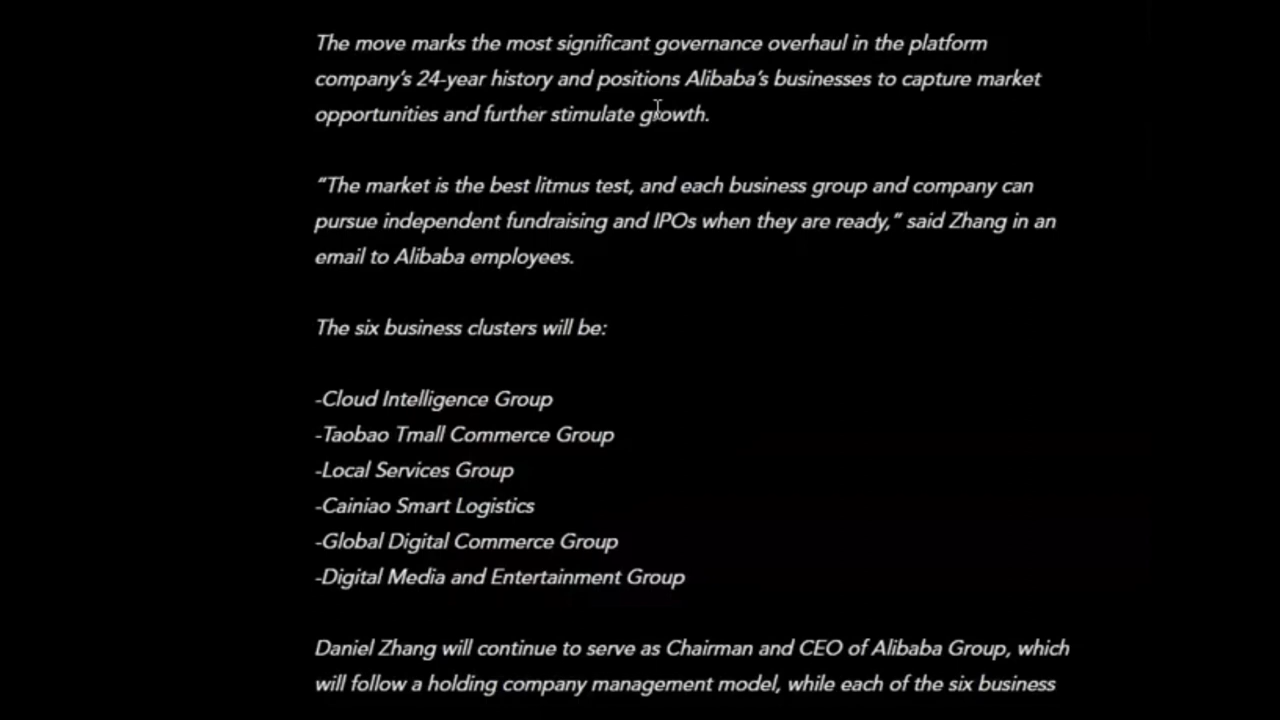 The move marks the most significant governance overhaul in the platform
company's 24-year history and positions Alibaba's businesses to capture market
opportunities and further stimulate growth.
“The market is the best litmus test, and each business group and company can
pursue independent fundraising and IPOs when they are ready,” said Zhang in an
email to Alibaba employees.
The six business clusters will be:
-Cloud Intelligence Group
-Taobao Tmall Commerce Group
-Local Services Group
-Cainiao Smart Logistics
-Global Digital Commerce Group
-Digital Media and Entertainment Group
Daniel Zhang will continue to serve as Chairman and CEO of Alibaba Group, which
will follow a holding company management model, while each of the six business